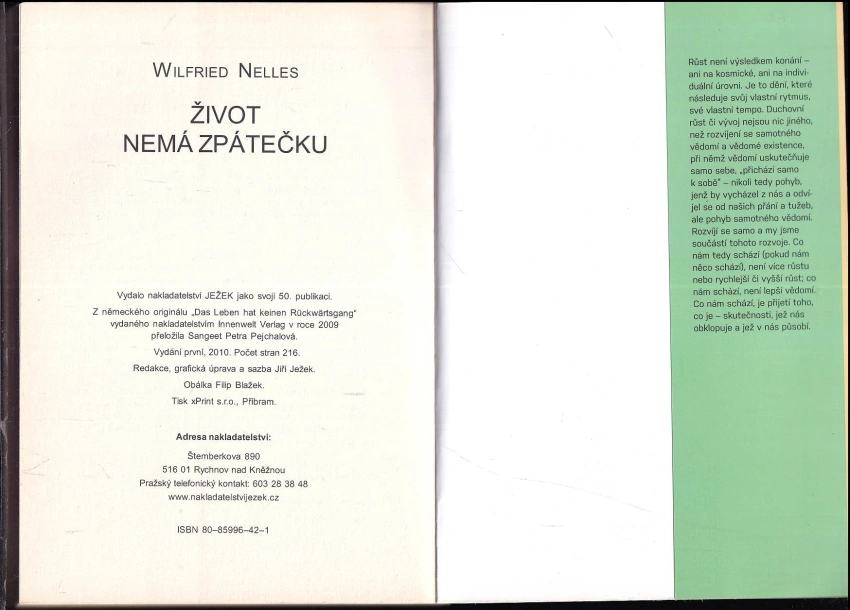 WILFRIED NELLES
ŽIVOT
NEMÁ ZPÁTEČKU
Vydalo nakladatelství JEŽEK jako svoji 50. publikaci.
Z německého originálu „Das Leben hat keinen Rückwärtsgang“
vydaného nakladatelstvím Innenwelt Verlag v roce 2009
přeložila Sangeet Petra Pejchalová.
Vydání první, 2010. Počet stran 216.
Redakce, grafická úprava a sazba Jiří Ježek.
Obálka Filip Blažek.
Tisk xPrint s.r.o., Příbram.
Adresa nakladatelství:
Štemberkova 890
516 01 Rychnov nad Kněžnou
Pražský telefonický kontakt: 603 28 38 48
www.nakladatelstvijezek.cz
ISBN 80–85996–42–1
Růst není výsledkem konání –
ani na kosmické, ani na indivi-
duální úrovni. Je to dění, které
následuje svůj vlastní rytmus,
své vlastní tempo. Duchovní
růst či vývoj nejsou nic jiného,
než rozvíjení se samotného
vědomí a vědomé existence,
při němž vědomí uskutečňuje
samo sebe, „přichází samo
k sobě“ – nikoli tedy pohyb,
jenž by vycházel z nás a odví-
jel se od našich přání a tužeb,
ale pohyb samotného vědomí.
Rozvíjí se samo a my jsme
součástí tohoto rozvoje. Co
nám tedy schází (pokud nám
něco schází), není více růstu
nebo rychlejší či vyšší růst; co
nám schází, není lepší vědomí.
Co nám schází, je přijetí toho,
co je – skutečnosti, jež nás
obklopuje a jež v nás působí.